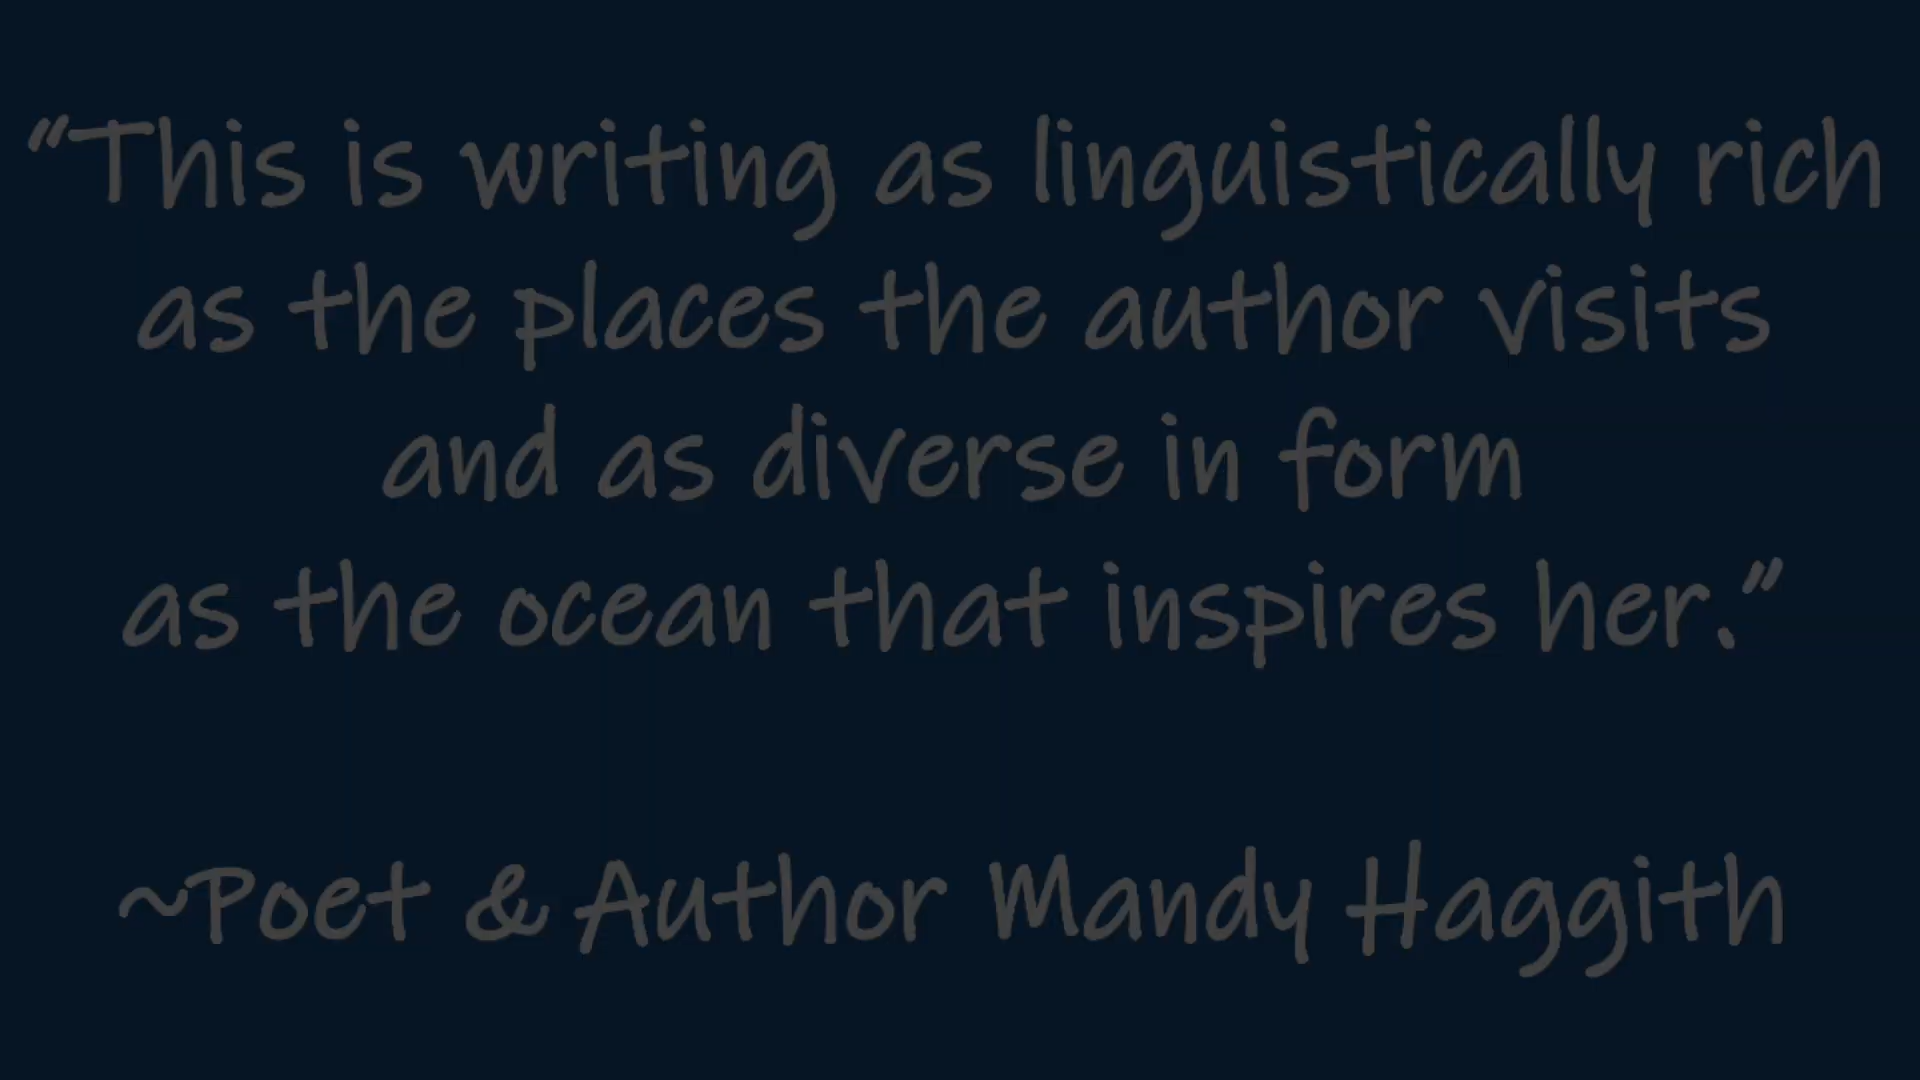 “This is writing as linguistically rich
as the places the author visits
and as diverse in form
as the ocean that inspires her.”
~Poet & Author Mandy Haggith